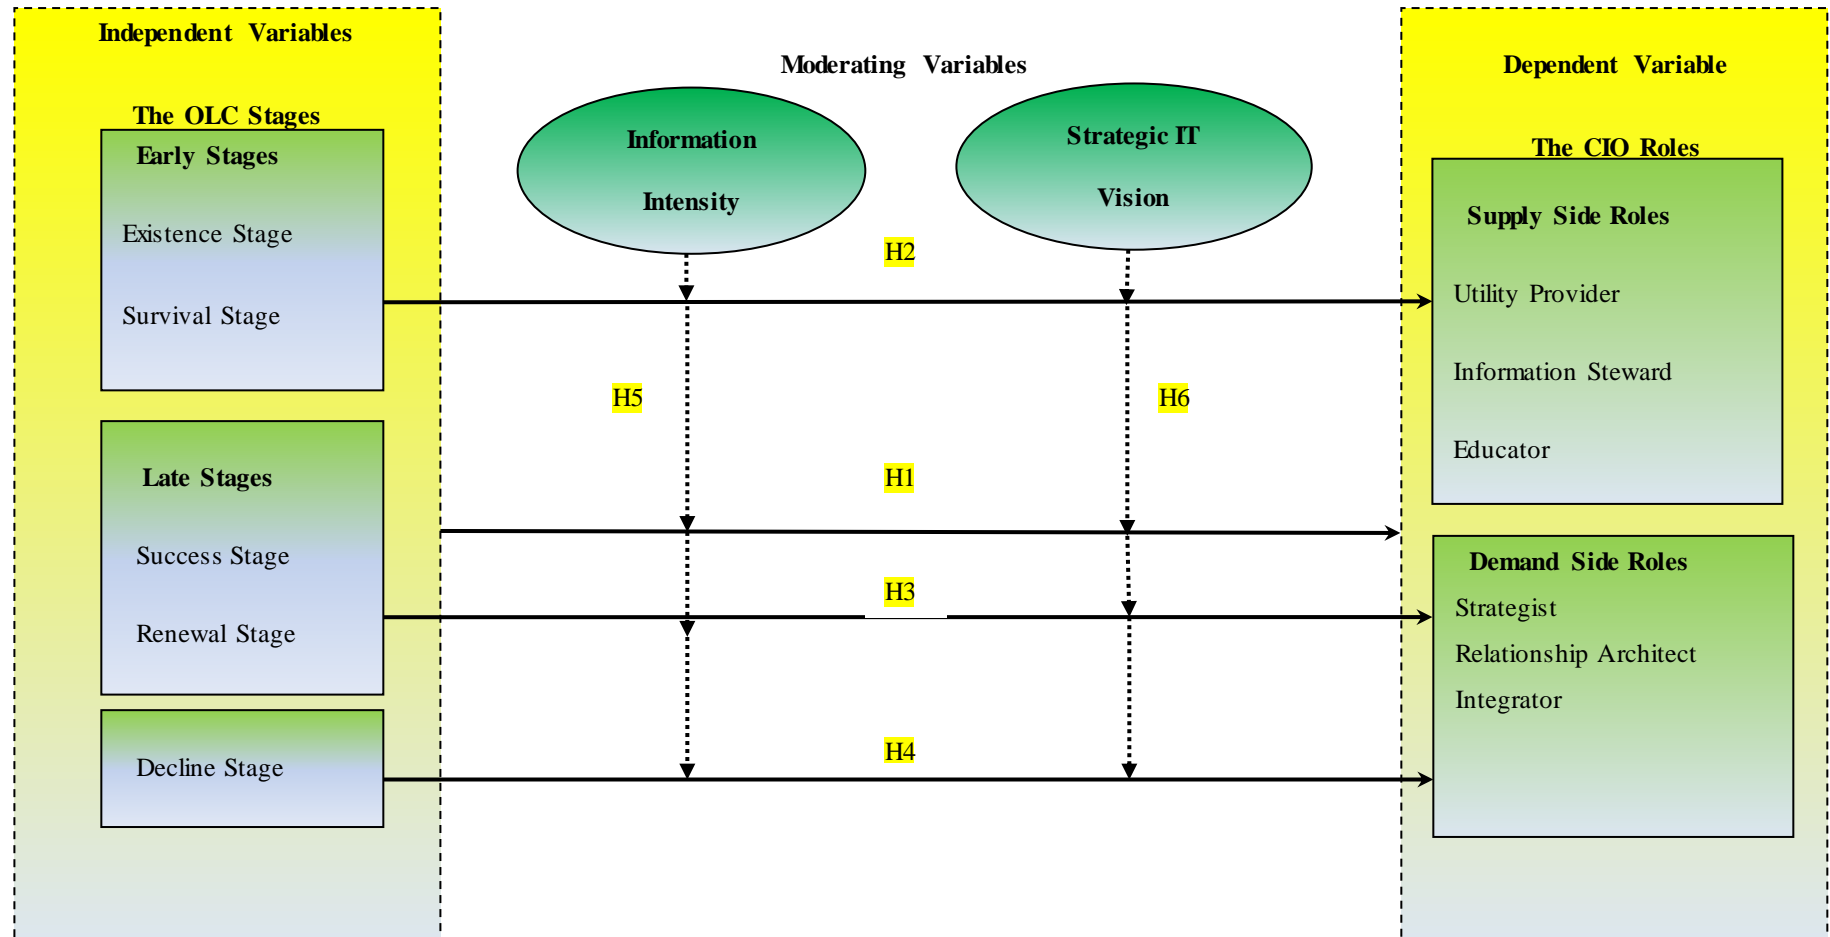 Independent Variables
The OLC Stages
Early Stages
Existence Stage
Survival Stage
Late Stages
Success Stage
Renewal Stage
Decline Stage
Moderating Variables
Information
Intensity
Strategic IT
Vision
H2
H5
H6
H1
H3
H4
Dependent Variable
The CIO Roles
Supply Side Roles
Utility Provider
Information Steward
Educator
Demand Side Roles
Strategist
Relationship Architect
Integrator